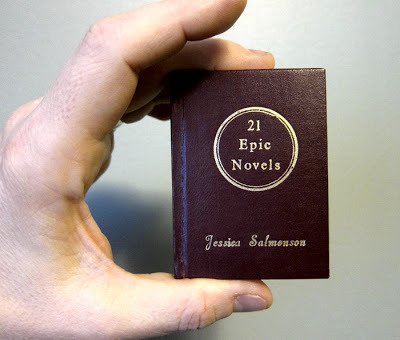 21
Epic
Novels
Jessica Salmonson